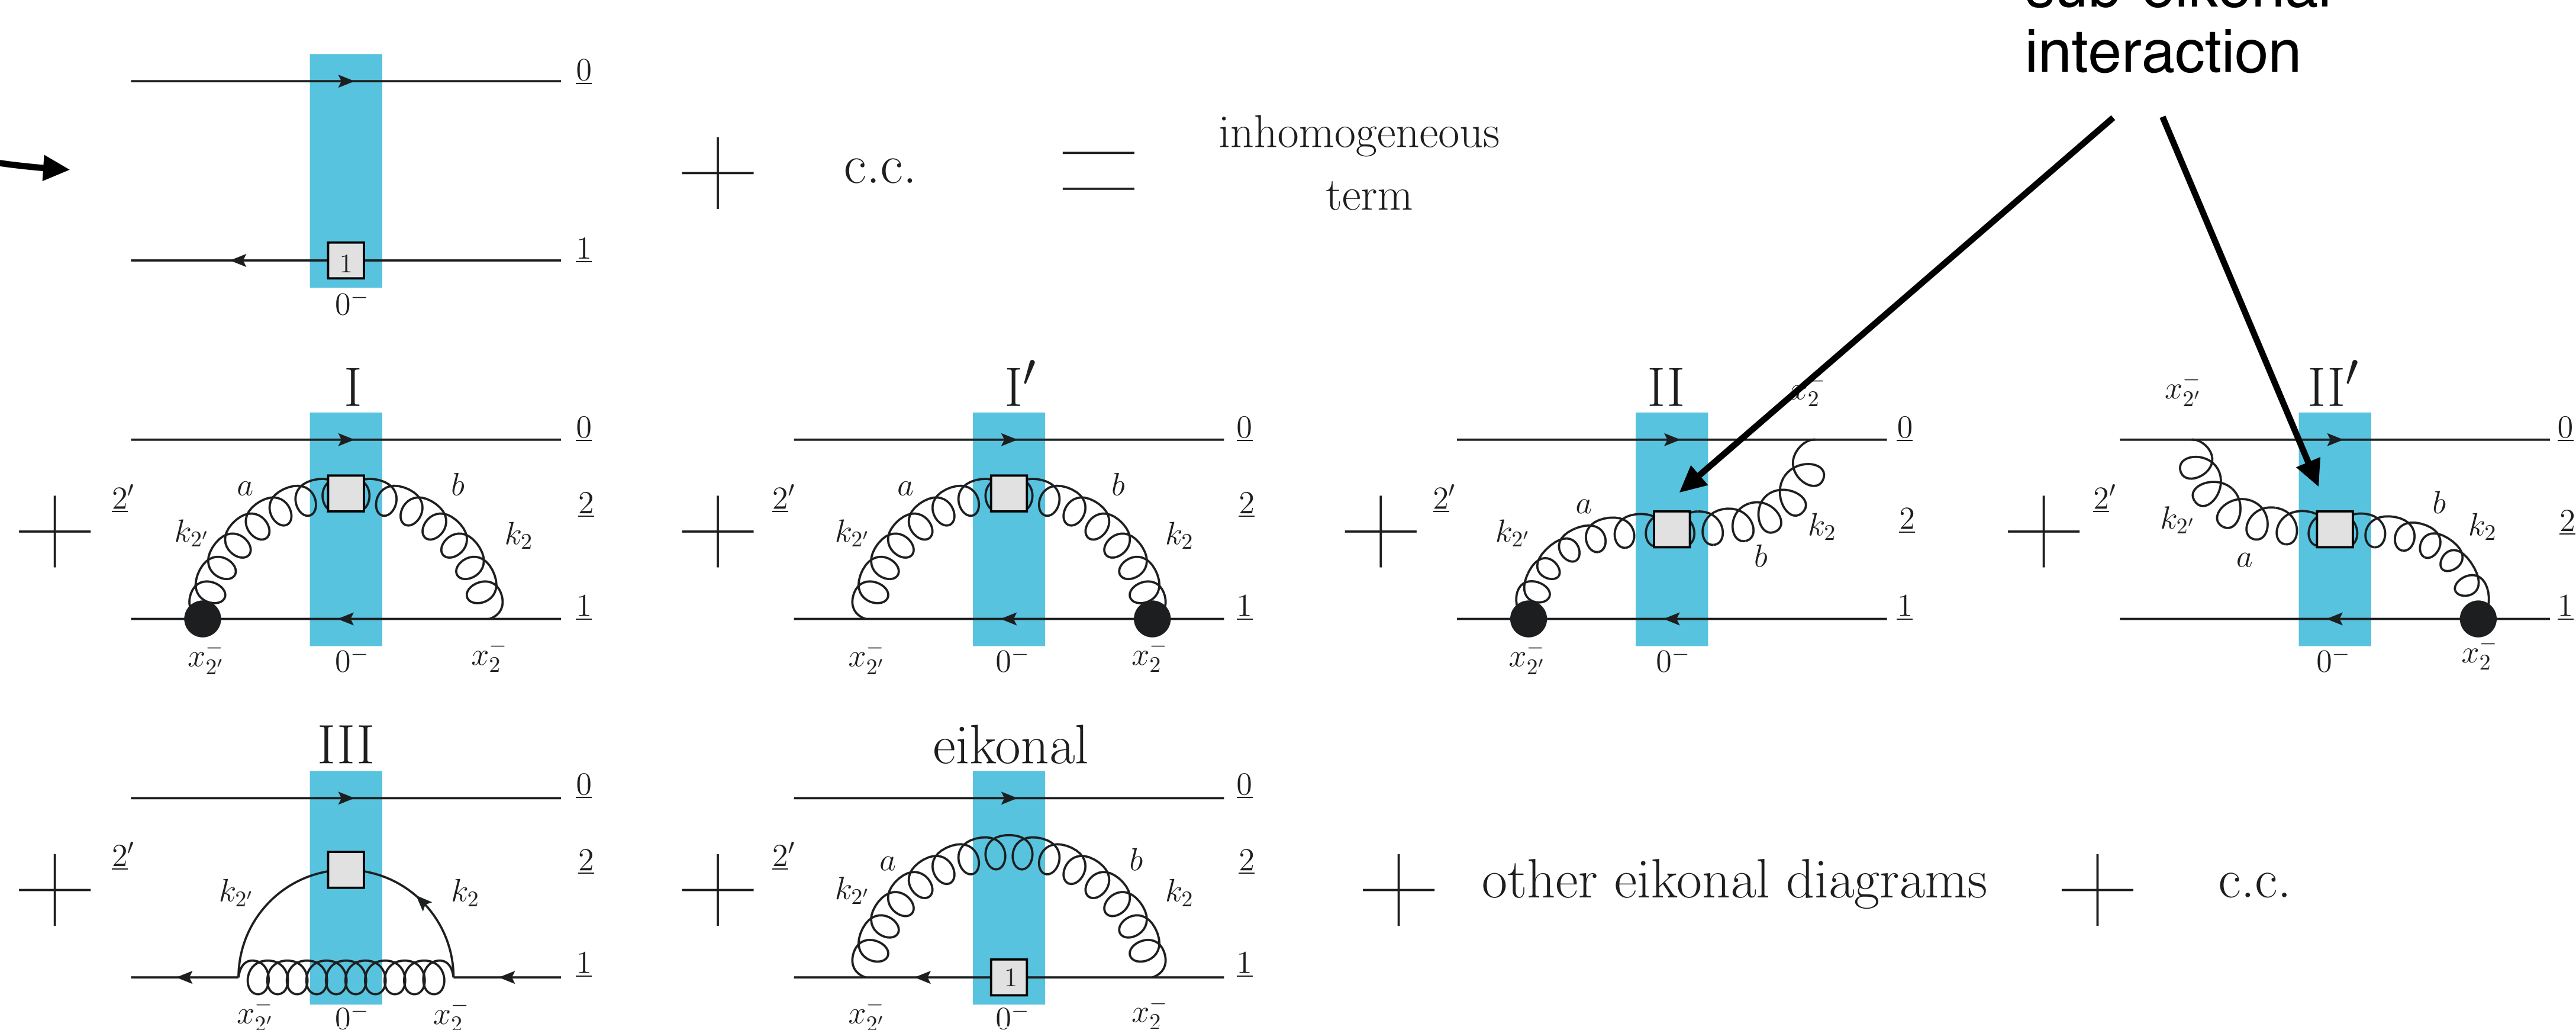 sub-eikonal
interaction
0
1
1
0⁻
+ c.c. = inhomogeneous
term
I
0
+ 2′ a b 2
k₂′ k₂
1
x₂′⁻ 0⁻ x₂⁻
I′
0
+ 2′ a b 2
k₂′ k₂
1
x₂′⁻ 0⁻ x₂⁻
II
x₂⁻
0
+ 2′ a 2
k₂′ k₂
b
1
x₂′⁻ 0⁻
II′
x₂′⁻
0
+ 2′ b 2
k₂′ k₂
a
1
0⁻ x₂⁻
III
0
+ 2′ 2
k₂′ k₂
1
x₂′⁻ 0⁻ x₂⁻
eikonal
0
+ 2′ a b 2
k₂′ k₂
1 1
x₂′⁻ 0⁻ x₂⁻
+ other eikonal diagrams + c.c.